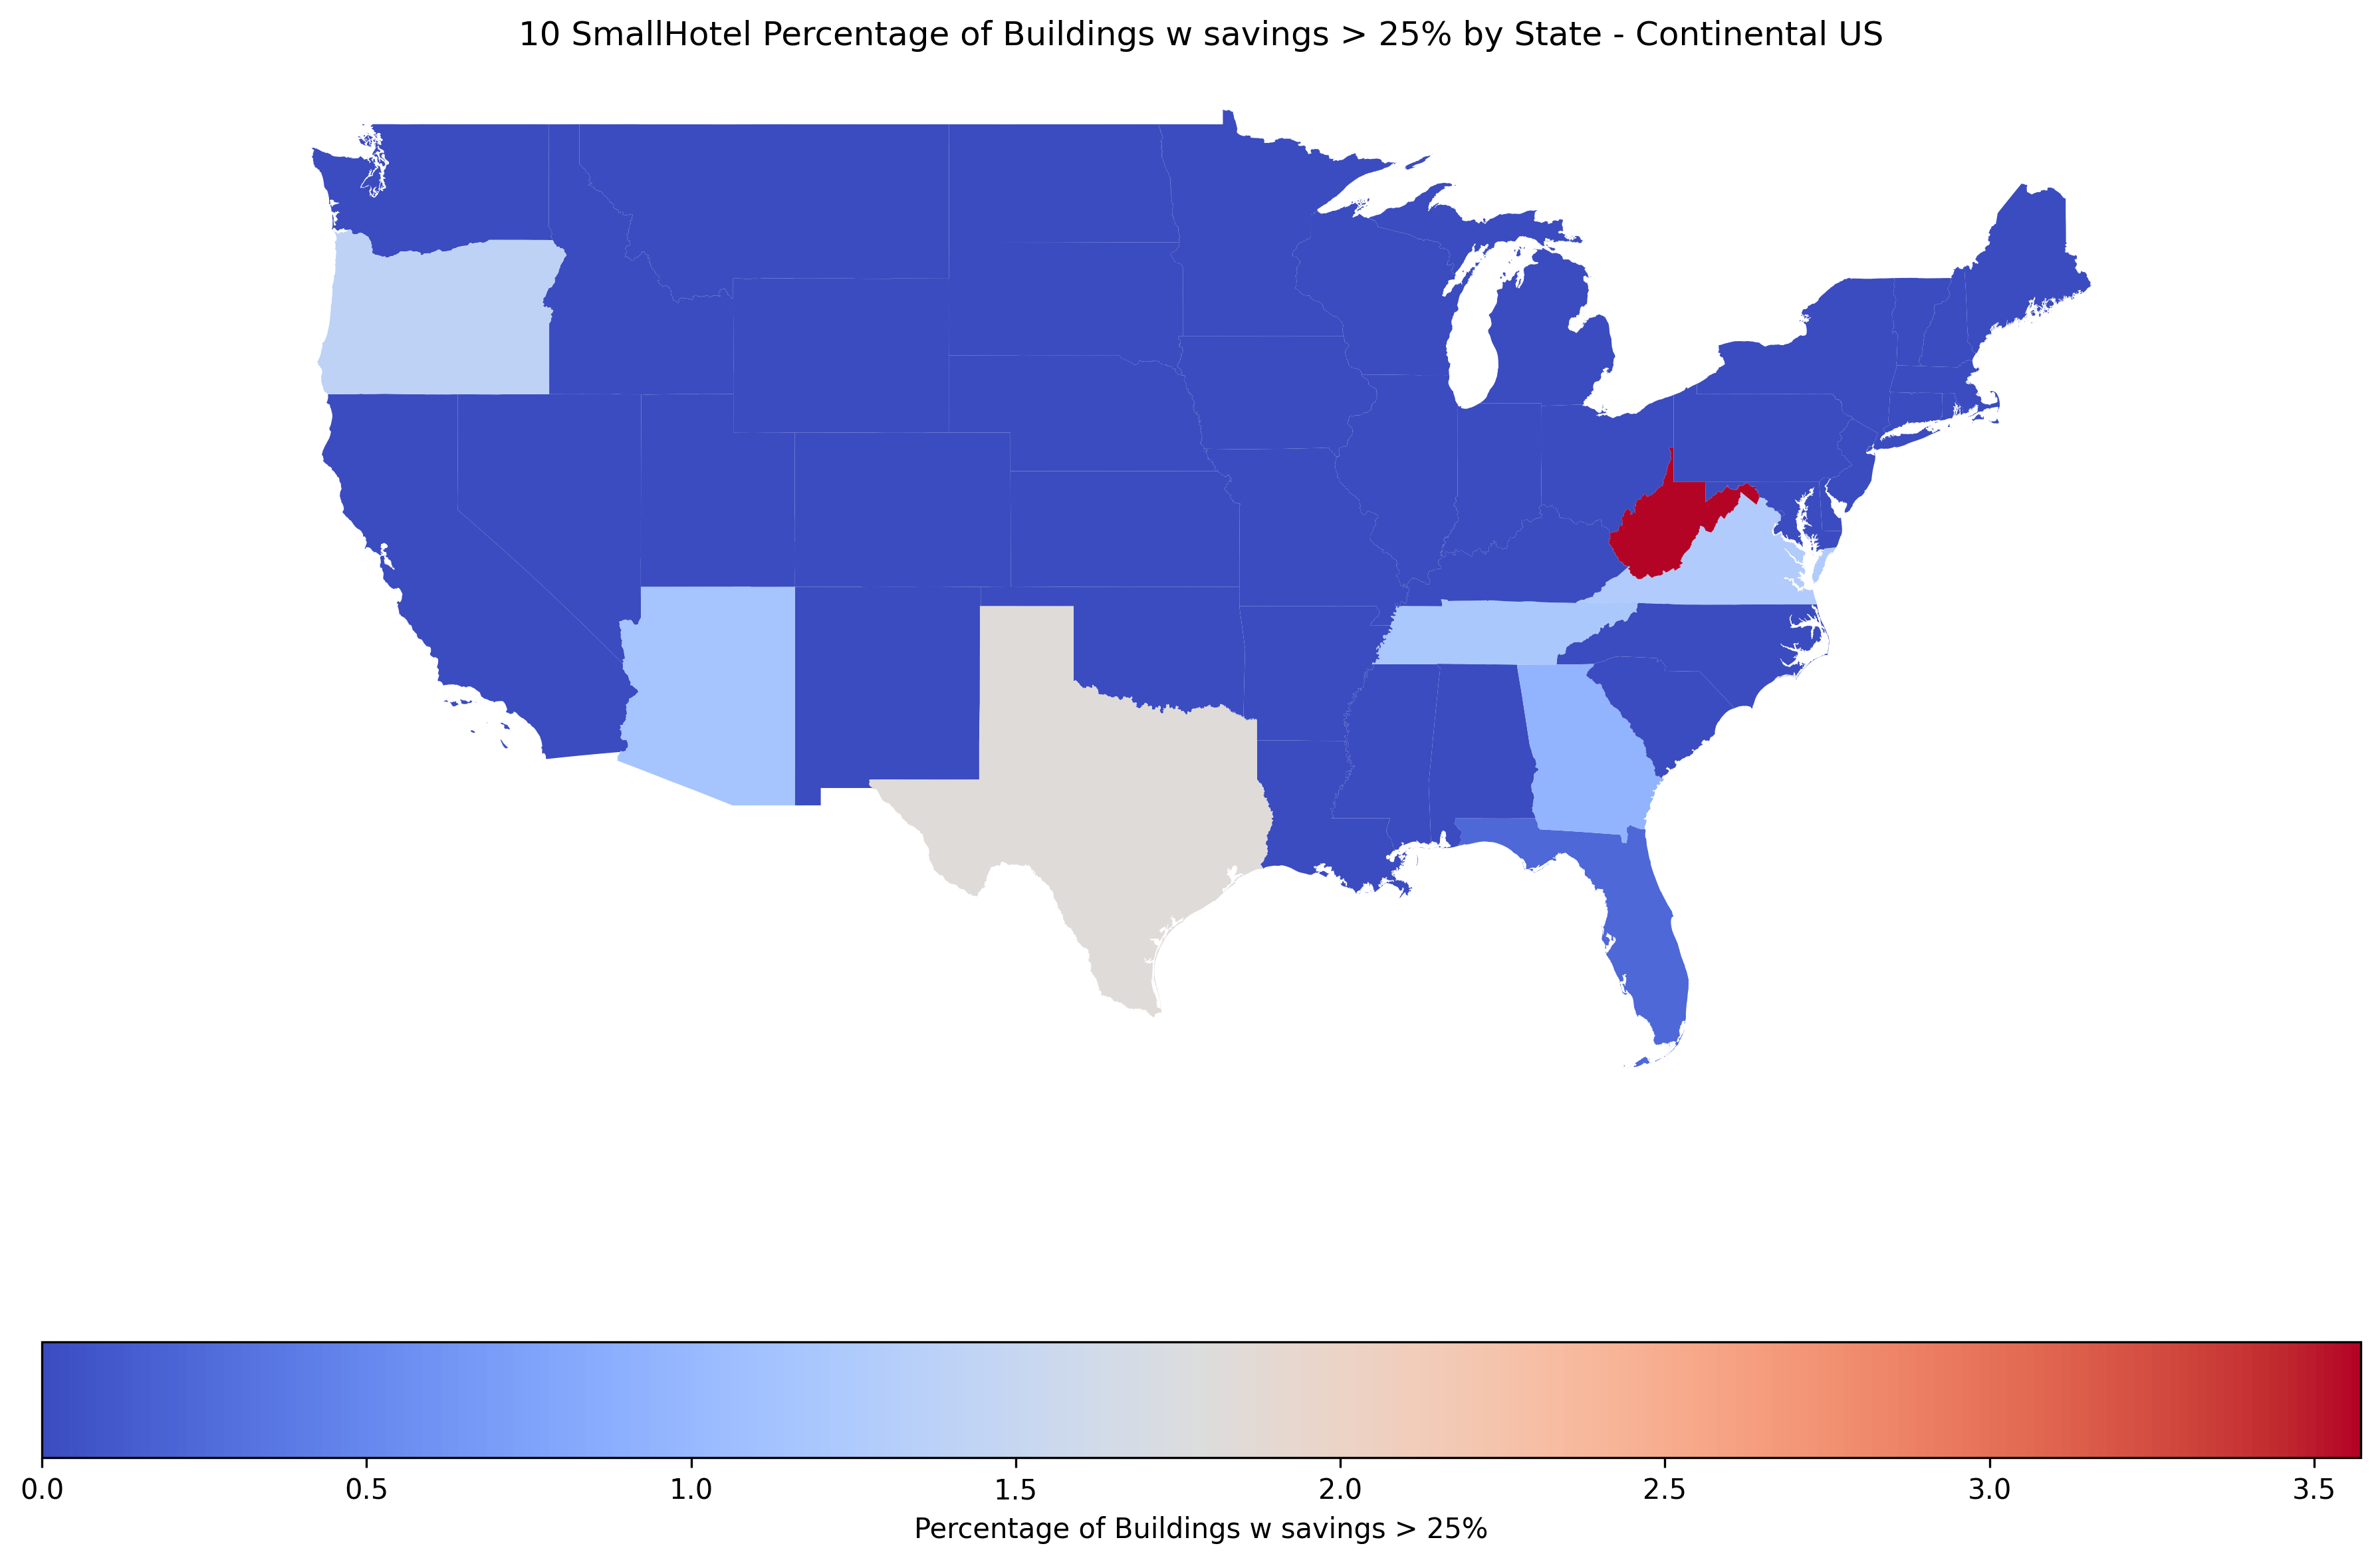 10 SmallHotel Percentage of Buildings w savings > 25% by State - Continental US
0.0 0.5 1.0 1.5 2.0 2.5 3.0 3.5
Percentage of Buildings w savings > 25%